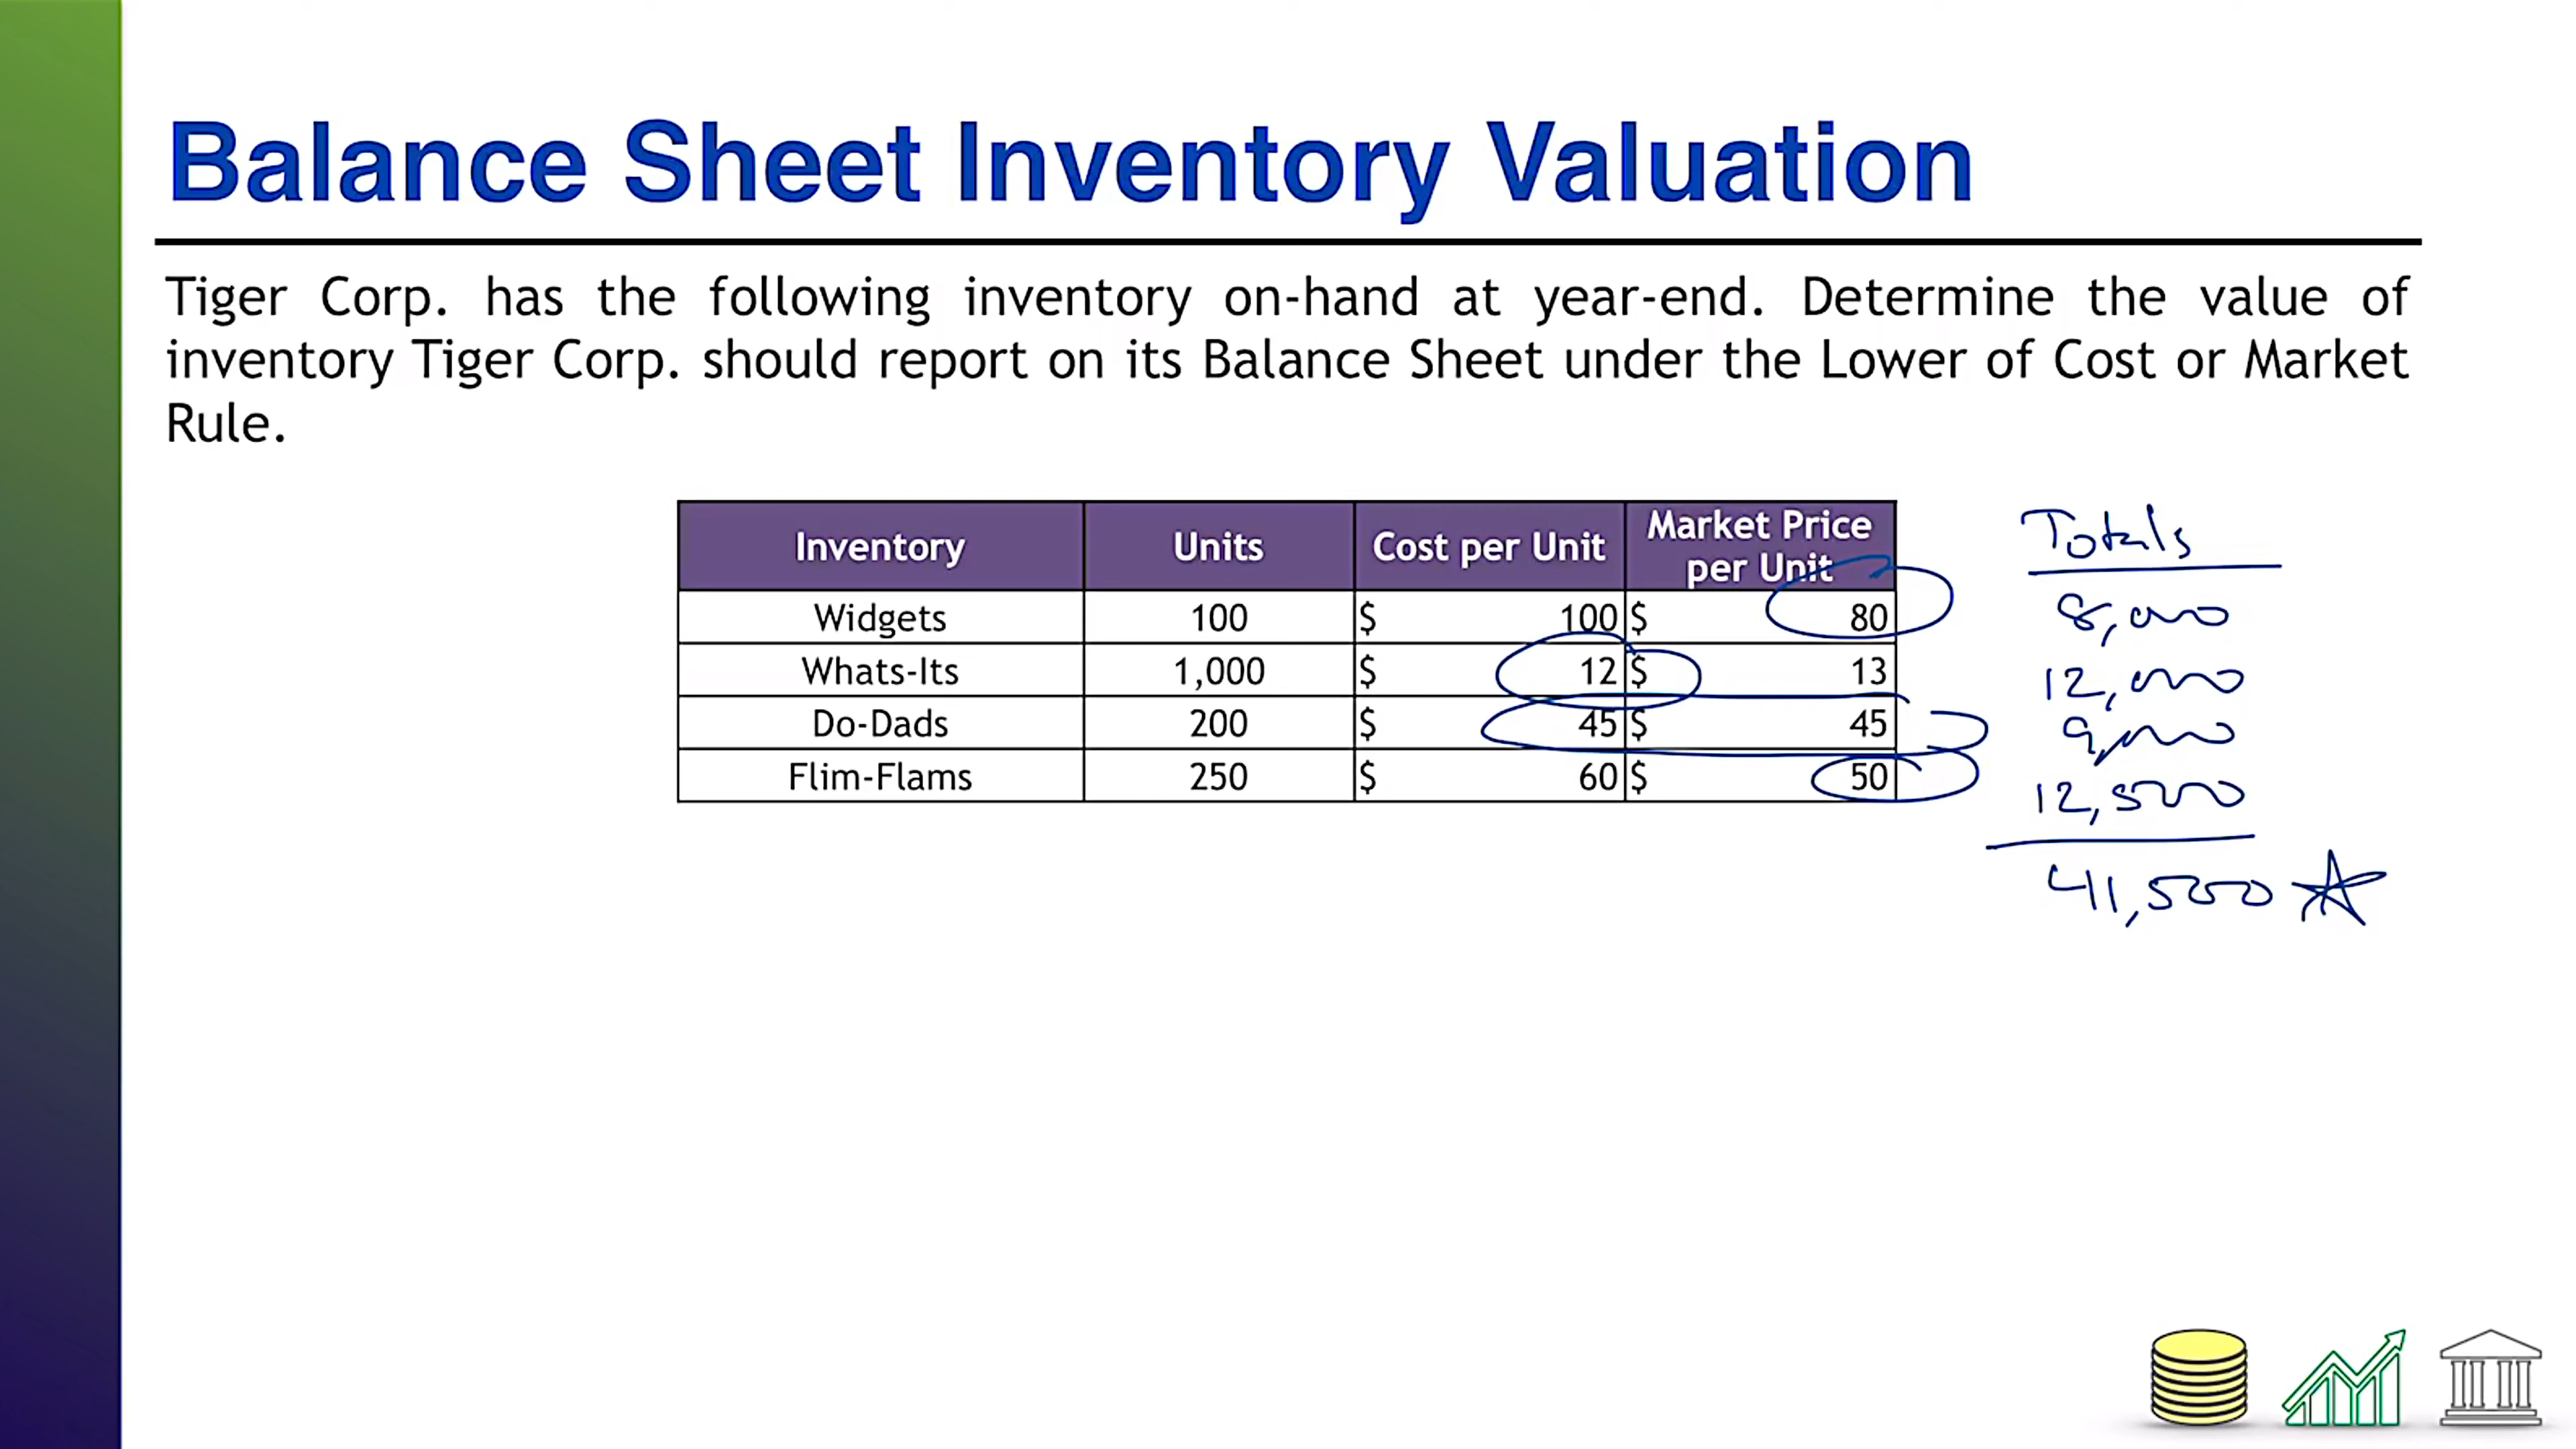 Balance Sheet Inventory Valuation
Tiger Corp. has the following inventory on-hand at year-end. Determine the value of
inventory Tiger Corp. should report on its Balance Sheet under the Lower of Cost or Market
Rule.
Inventory Units Cost per Unit Market Price per Unit Totals
Widgets 100 $ 100 $ 80 8,000
Whats-Its 1,000 $ 12 $ 13 12,000
Do-Dads 200 $ 45 $ 45 9,000
Flim-Flams 250 $ 60 $ 50 12,500
41,500